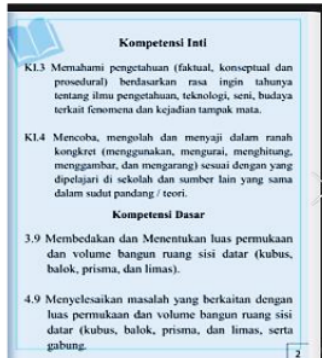 Kompetensi Inti
KI.3 Memahami pengetahuan (faktual, konseptual dan
prosedural) berdasarkan rasa ingin tahunya
tentang ilmu pengetahuan, teknologi, seni, budaya
terkait fenomena dan kejadian tampak mata.
KI.4 Mencoba, mengolah dan menyaji dalam ranah
kongkret (menggunakan, mengurai, menghitung,
menggambar, dan mengarang) sesuai dengan yang
dipelajari di sekolah dan sumber lain yang sama
dalam sudut pandang / teori.
Kompetensi Dasar
3.9 Membedakan dan Menentukan luas permukaan
dan volume bangun ruang sisi datar (kubus,
balok, prisma, dan limas).
4.9 Menyelesaikan masalah yang berkaitan dengan
luas permukaan dan volume bangun ruang sisi
datar (kubus, balok, prisma, dan limas, serta
gabung.
2